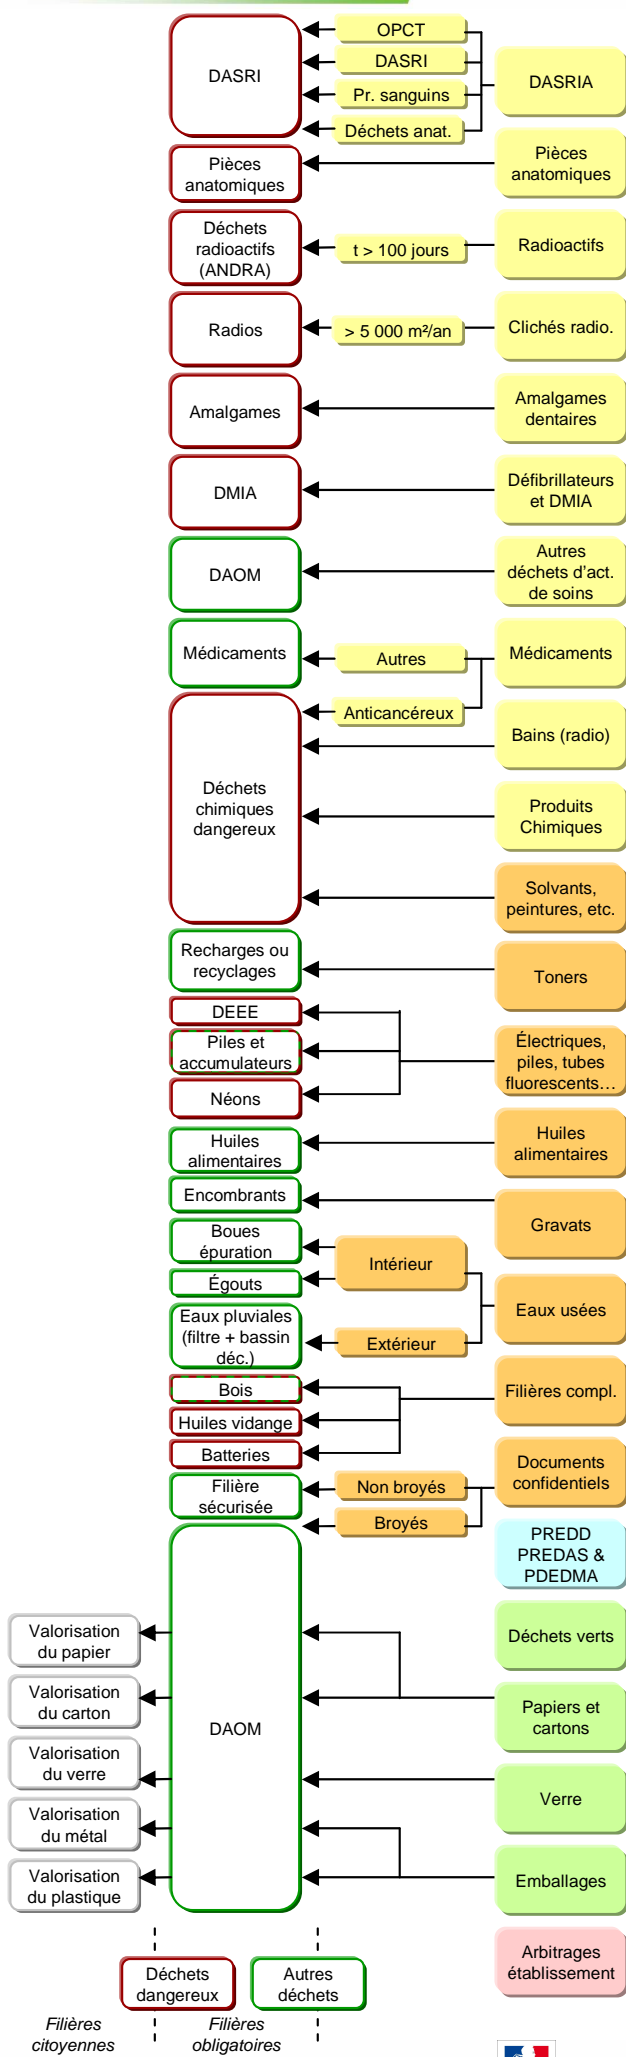 OPCT
DASRI
DASRI
Pr. sanguins
Déchets anat.
DASRIA
Pièces
anatomiques
Pièces
anatomiques
Déchets
radioactifs
(ANDRA)
t > 100 jours
Radioactifs
Radios
> 5 000 m²/an
Clichés radio.
Amalgames
Amalgames
dentaires
DMIA
Défibrillateurs
et DMIA
DAOM
Autres
déchets d'act.
de soins
Médicaments
Autres
Médicaments
Anticancéreux
Déchets
chimiques
dangereux
Bains (radio)
Produits
Chimiques
Solvants,
peintures, etc.
Recharges ou
recyclages
Toners
DEEE
Piles et
accumulateurs
Néons
Électriques,
piles, tubes
fluorescents…
Huiles
alimentaires
Huiles
alimentaires
Encombrants
Gravats
Boues
épuration
Égouts
Intérieur
Eaux usées
Eaux pluviales
(filtre + bassin
déc.)
Extérieur
Bois
Huiles vidange
Batteries
Filières compl.
Filière
sécurisée
Non broyés
Broyés
Documents
confidentiels
PREDD
PREDAS &
PDEDMA
Valorisation
du papier
Déchets verts
Valorisation
du carton
DAOM
Papiers et
cartons
Valorisation
du verre
Verre
Valorisation
du métal
Valorisation
du plastique
Emballages
Déchets
dangereux
Autres
déchets
Arbitrages
établissement
Filières
citoyennes
Filières
obligatoires